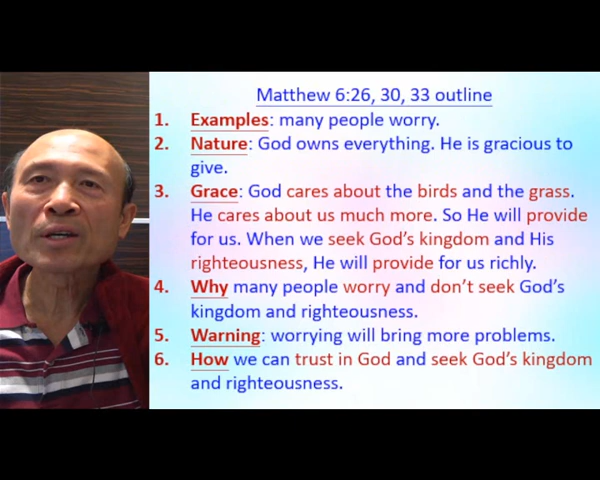 Matthew 6:26, 30, 33 outline
1. Examples: many people worry.
2. Nature: God owns everything. He is gracious to
give.
3. Grace: God cares about the birds and the grass.
He cares about us much more. So He will provide
for us. When we seek God's kingdom and His
righteousness, He will provide for us richly.
4. Why many people worry and don't seek God's
kingdom and righteousness.
5. Warning: worrying will bring more problems.
6. How we can trust in God and seek God's kingdom
and righteousness.